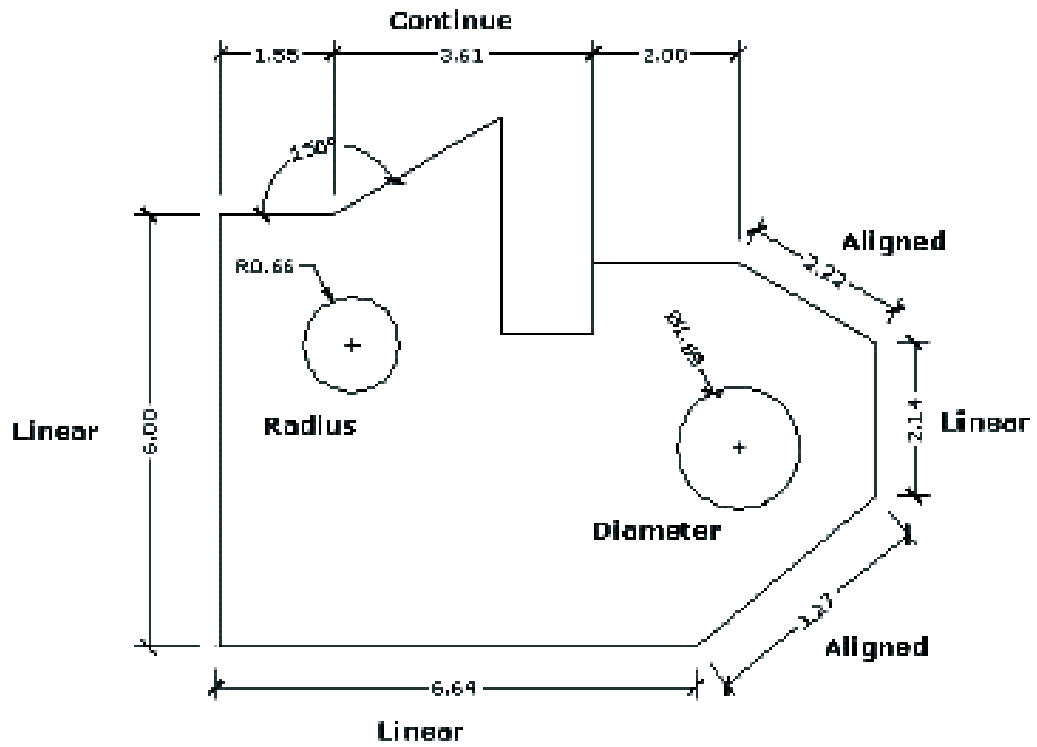 Continue
1.55
3.61
2.00
150°
Aligned
2.22
R0.66
6.00
Linear
Radius
2.14
Linear
Diameter
Aligned
6.64
Linear